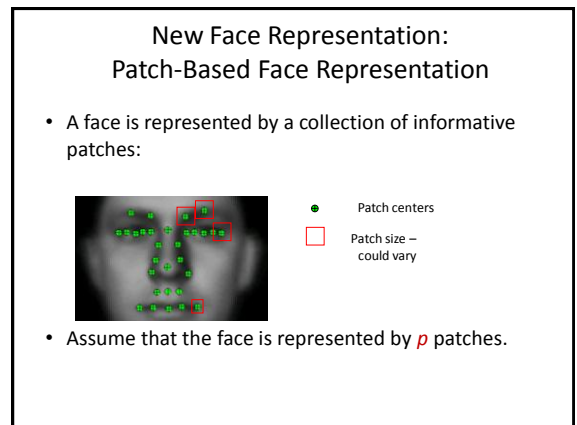 New Face Representation:
Patch-Based Face Representation
• A face is represented by a collection of informative
patches:
Patch centers
Patch size –
could vary
• Assume that the face is represented by p patches.